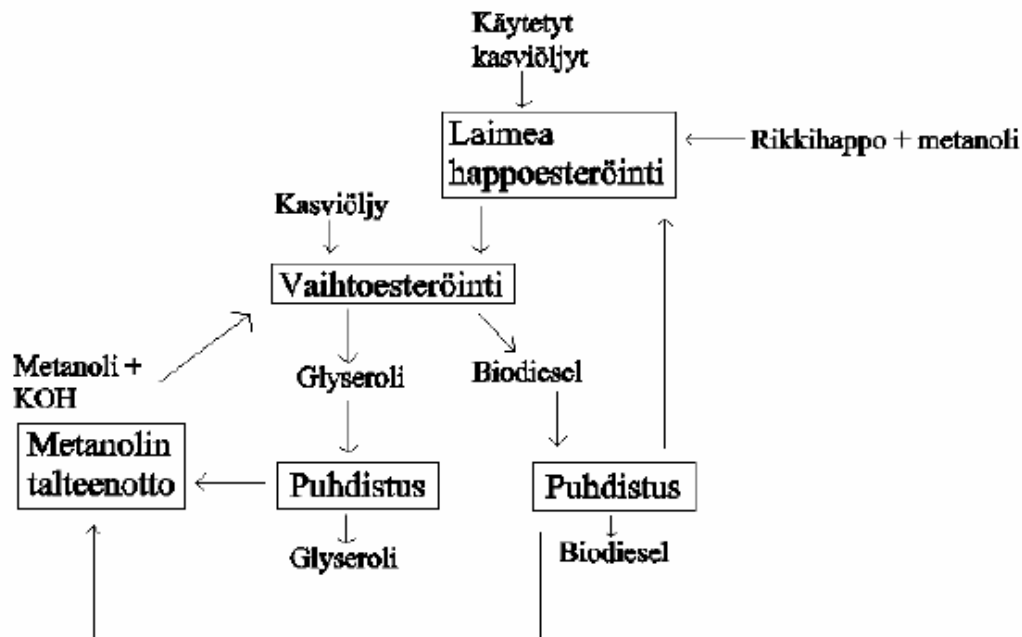 Käytetyt
kasviöljyt
Laimea
happoesteröinti
Rikkihappo + metanoli
Kasviöljy
Vaihtoesteröinti
Metanoli +
KOH
Glyseroli
Biodiesel
Metanolin
talteenotto
Puhdistus
Puhdistus
Glyseroli
Biodiesel